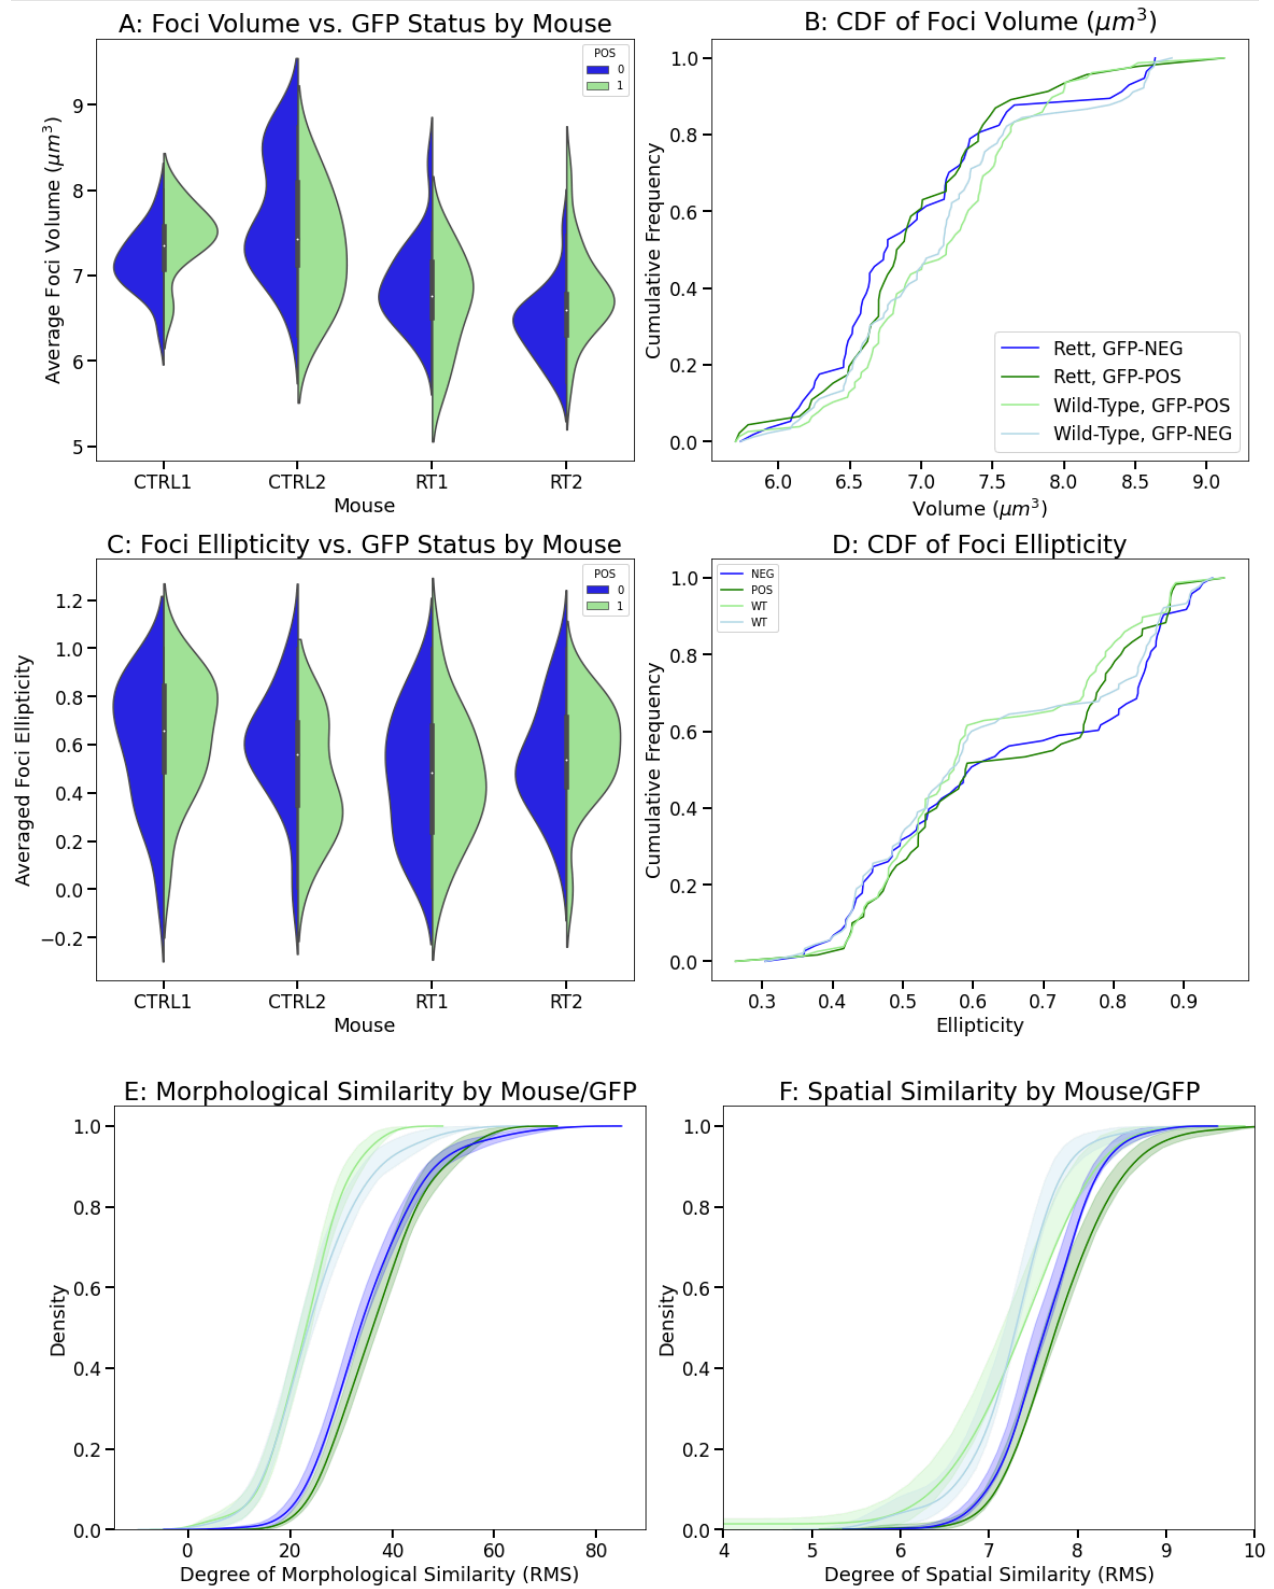 A: Foci Volume vs. GFP Status by Mouse
Average Foci Volume (μm³)
9
8
7
6
5
POS
0
1
CTRL1 CTRL2 RT1 RT2
Mouse
B: CDF of Foci Volume (μm³)
Cumulative Frequency
1.0
0.8
0.6
0.4
0.2
0.0
Rett, GFP-NEG
Rett, GFP-POS
Wild-Type, GFP-POS
Wild-Type, GFP-NEG
6.0 6.5 7.0 7.5 8.0 8.5 9.0
Volume (μm³)
C: Foci Ellipticity vs. GFP Status by Mouse
Averaged Foci Ellipticity
1.2
1.0
0.8
0.6
0.4
0.2
0.0
−0.2
POS
0
1
CTRL1 CTRL2 RT1 RT2
Mouse
D: CDF of Foci Ellipticity
Cumulative Frequency
1.0
0.8
0.6
0.4
0.2
0.0
NEG
POS
WT
WT
0.3 0.4 0.5 0.6 0.7 0.8 0.9
Ellipticity
E: Morphological Similarity by Mouse/GFP
Density
1.0
0.8
0.6
0.4
0.2
0.0
0 20 40 60 80
Degree of Morphological Similarity (RMS)
F: Spatial Similarity by Mouse/GFP
Density
1.0
0.8
0.6
0.4
0.2
0.0
4 5 6 7 8 9 10
Degree of Spatial Similarity (RMS)